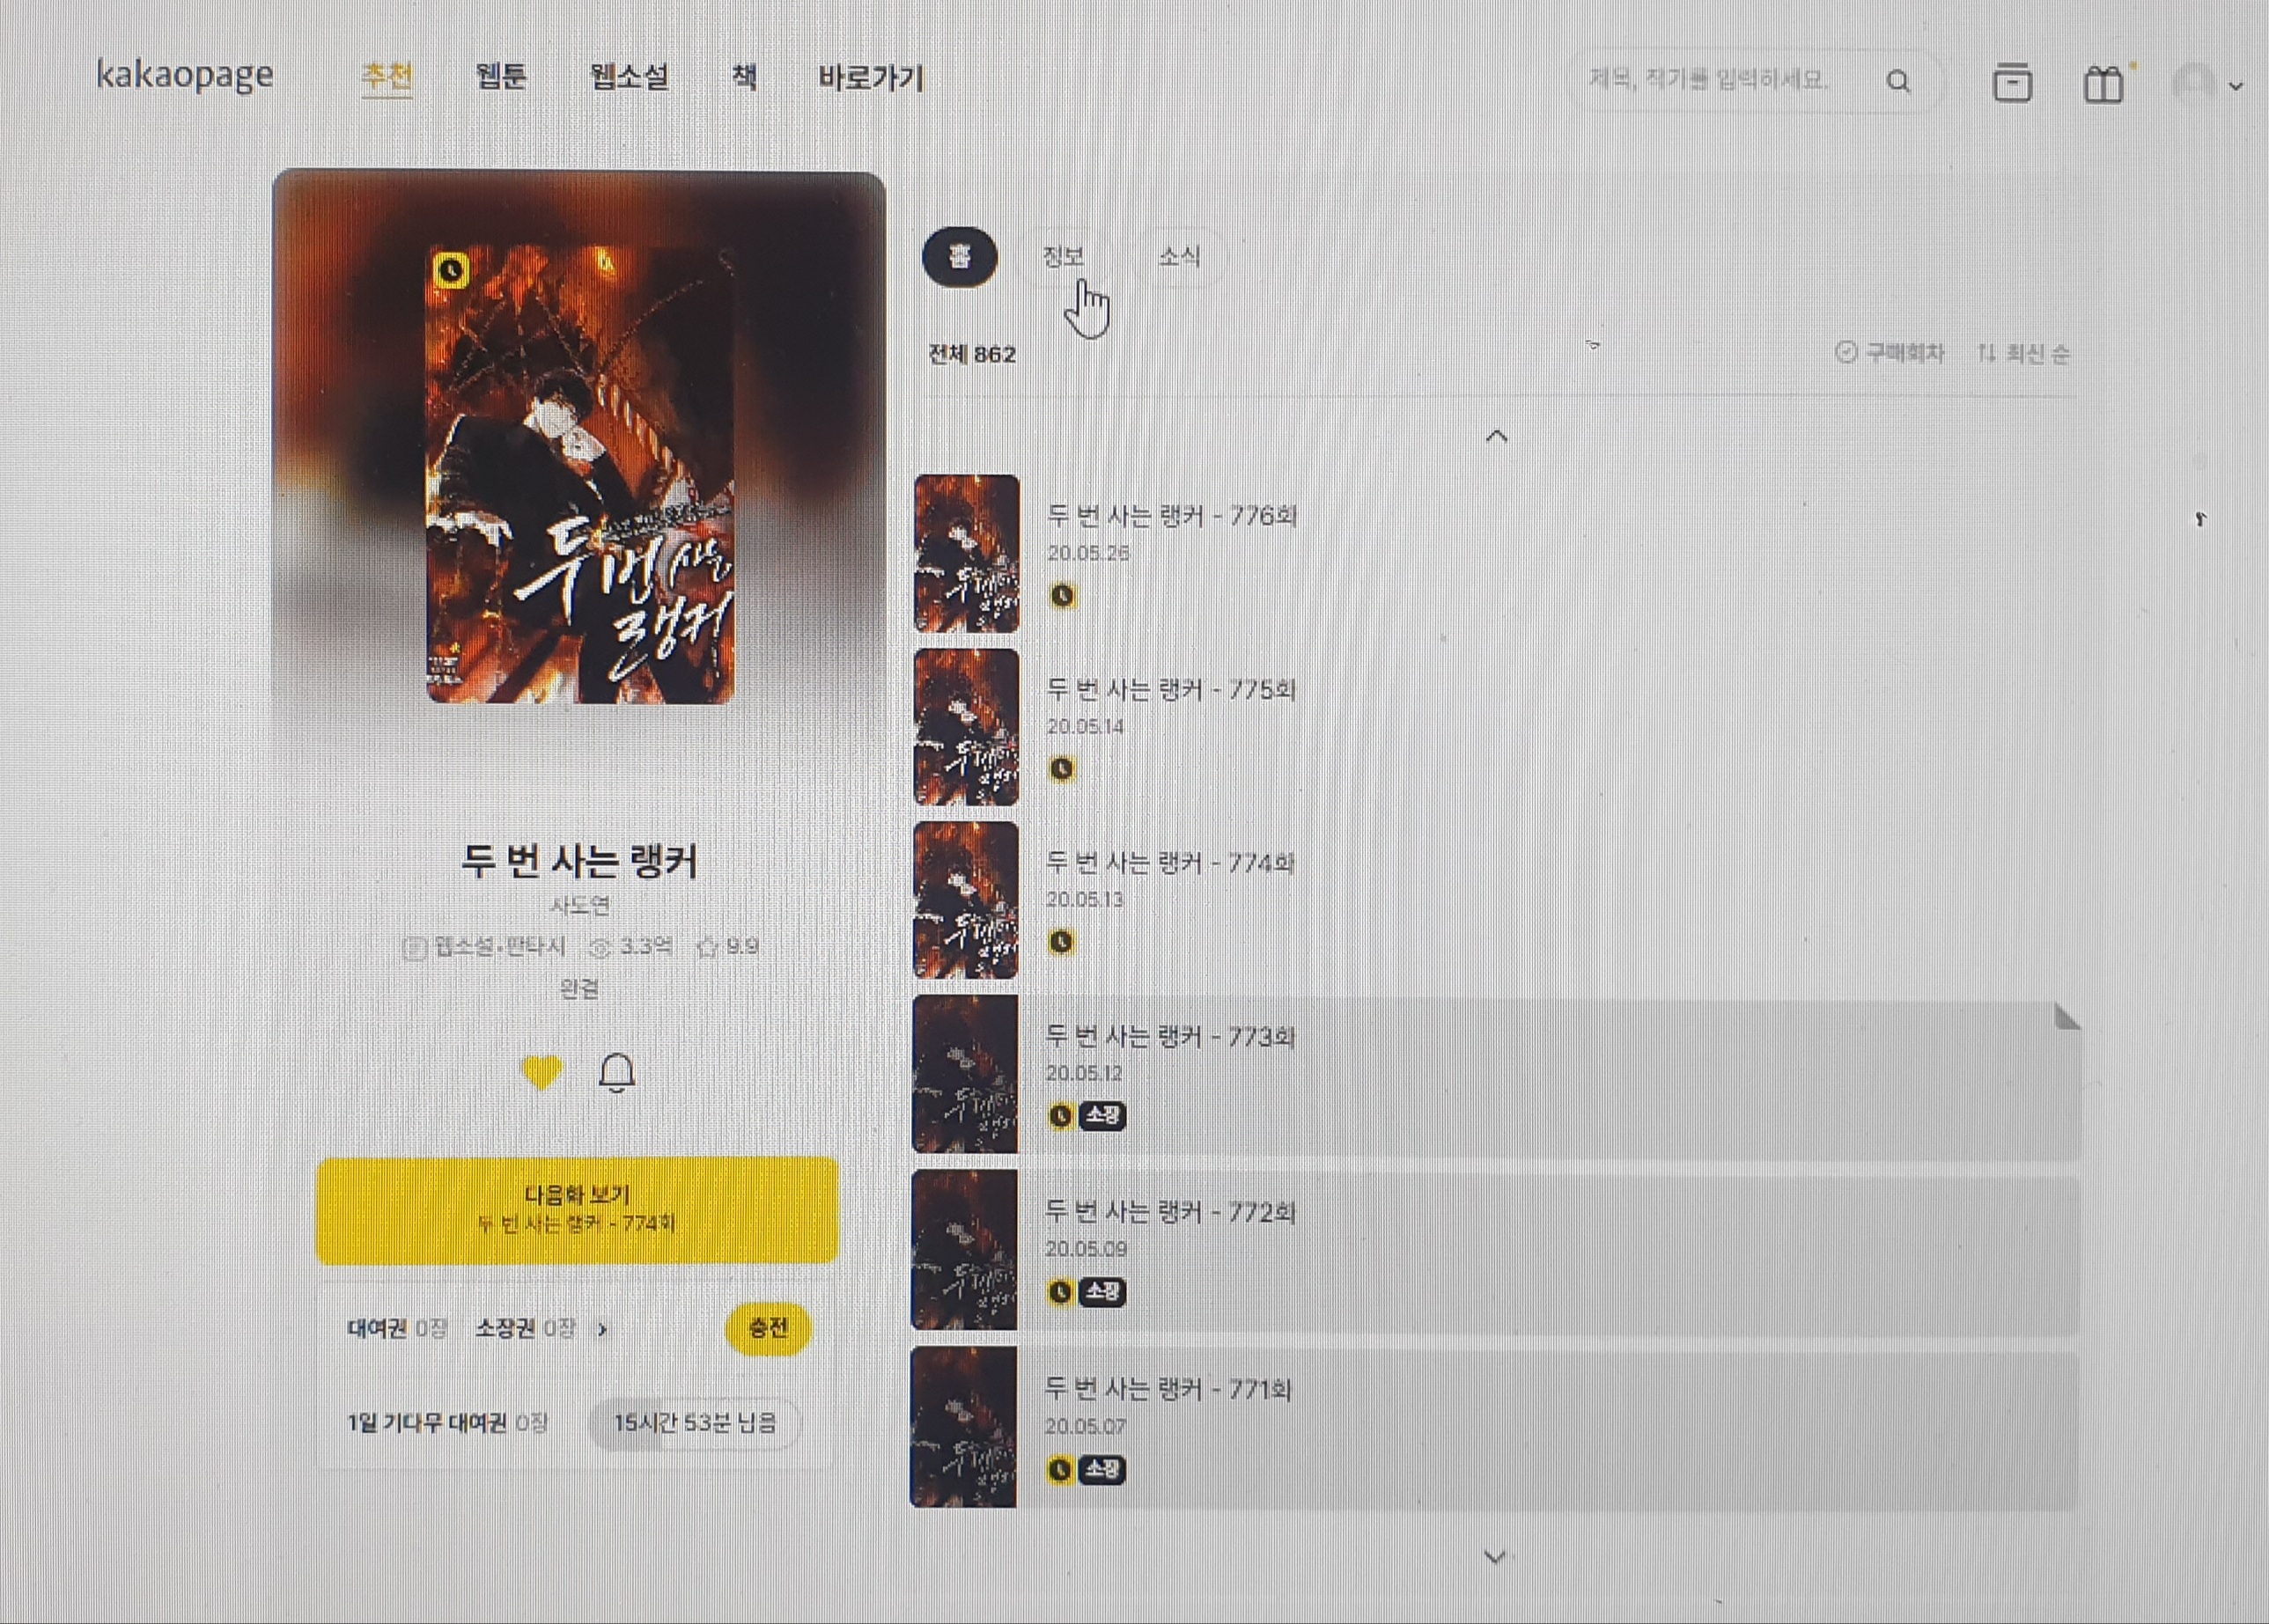 kakaopage 추천 웹툰 웹소설 책 바로가기 제목, 작가를 입력하세요.
두 번 사는 랭커
두 번 사는 랭커
사도연
웹소설·판타지 3.3억 9.9
완결
다음화 보기
두 번 사는 랭커 - 774회
대여권 0장 소장권 0장 충전
1일 기다무 대여권 0장 15시간 53분 남음
홈 정보 소식
전체 862 구매회차 최신 순
두 번 사는 랭커 - 776회
20.05.26
두 번 사는 랭커 - 775회
20.05.14
두 번 사는 랭커 - 774회
20.05.13
두 번 사는 랭커 - 773회
20.05.12
소장
두 번 사는 랭커 - 772회
20.05.09
소장
두 번 사는 랭커 - 771회
20.05.07
소장